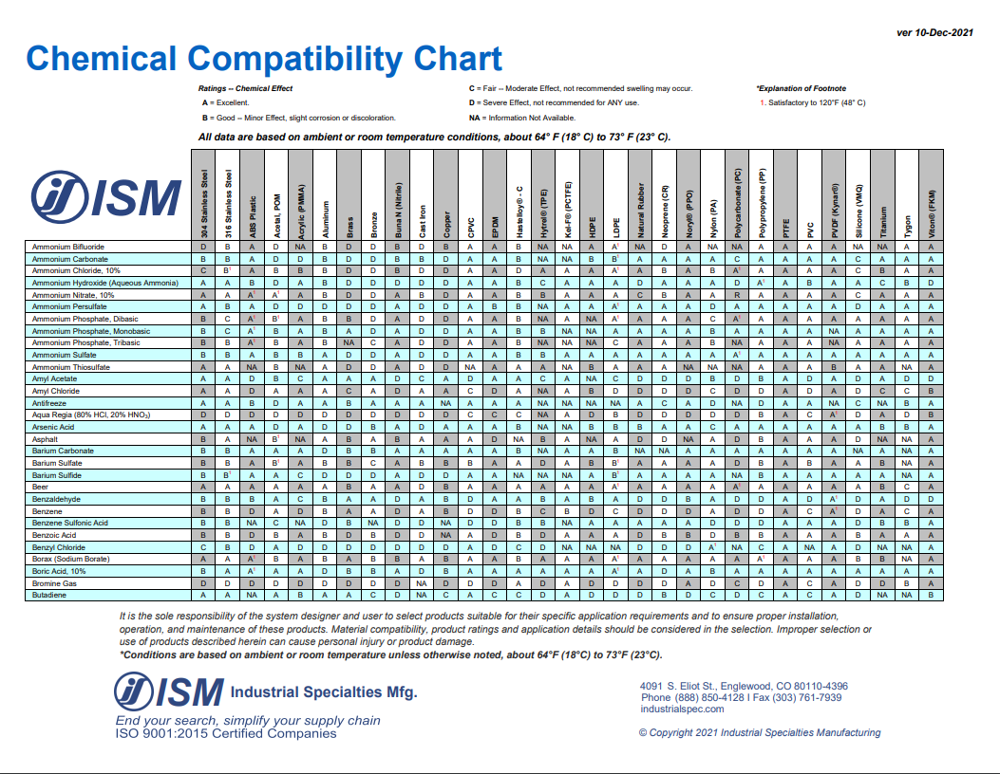 ver 10-Dec-2021
Chemical Compatibility Chart
Ratings -- Chemical Effect
A = Excellent.
B = Good -- Minor Effect, slight corrosion or discoloration.
C = Fair -- Moderate Effect, not recommended swelling may occur.
D = Severe Effect, not recommended for ANY use.
NA = Information Not Available.
*Explanation of Footnote
1. Satisfactory to 120°F (48° C)
All data are based on ambient or room temperature conditions, about 64° F (18° C) to 73° F (23° C).
ISM
304 Stainless Steel
316 Stainless Steel
ABS Plastic
Acetal, POM
Acrylic (PMMA)
Aluminum
Brass
Bronze
Buna N (Nitrile)
Cast Iron
Copper
CPVC
EPDM
Hastelloy® - C
Hytrel® (TPE)
Kel-F® (PCTFE)
HDPE
LDPE
Natural Rubber
Neoprene (CR)
Noryl® (PPO)
Nylon (PA)
Polycarbonate (PC)
Polypropylene (PP)
PTFE
PVC
PVDF (Kynar®)
Silicone (VMQ)
Titanium
Tygon
Viton® (FKM)
Ammonium Bifluoride D B A D NA B D D B D B A A B NA NA A A¹ NA D A NA NA A A A A NA NA A A
Ammonium Carbonate B B A D D B D D D B D A A B NA NA B B¹ A A A A C A A A A C A A A
Ammonium Chloride, 10% C B¹ A B B B D D B D D A A D A A A A¹ A B A B A¹ A A A A C B A A
Ammonium Hydroxide (Aqueous Ammonia) A A B D A B D D D D D A A B C A A A D A A A D A¹ A B A A C B D
Ammonium Nitrate, 10% A A A¹ A¹ A B D D A B D A A B B A A A C B A A R A A A A C A A A
Ammonium Persulfate A B A D D D D D A D D A B B NA A A A¹ A A A D A A A A A D A A A
Ammonium Phosphate, Dibasic B C A¹ B¹ A B B D A D D A A B NA A NA A¹ A A A C A¹ A A A A A A A A
Ammonium Phosphate, Monobasic B C A¹ B A B A D A D D A A B B A NA A A A A B A A A A NA A A A A
Ammonium Phosphate, Tribasic B B A¹ B A B NA C A D D A A B NA NA NA C A A A B NA A A A NA A A A A
Ammonium Sulfate B B A B B A D D A D D A A B B A A A A A A A A¹ A A A A A A A A
Ammonium Thiosulfate A A NA B NA A D D A D D NA A A A NA B A A A NA NA NA A A A B A A NA A
Amyl Acetate A A D B C A A A D C A D A A C A NA C D D D B D B A D A D A D D
Amyl Chloride A A D A A C A D D A A C D A NA A B D D D D C D D A D A D C C B
Antifreeze A A B D A A B A A A NA A A A NA A A A A C A D NA D A A NA C NA B A
Aqua Regia (80% HCl, 20% HNO₃) D D D D D D D D D D D C C C NA A D B D D D D D B A C A¹ D A D B
Arsenic Acid A A A D A D D B A D A A A B NA NA B B B A A C A A A A A A B B A
Asphalt B A NA B¹ NA A B A B A A A D NA B A NA A D D NA A D B A A A D NA NA A
Barium Carbonate B B A A A D B B A A A A A B NA A A B NA NA A A A A A A A NA A NA A
Barium Sulfate B B A B¹ A B B C A B B B A A D A B B¹ A A A A D B A B A A B NA A
Barium Sulfide B B¹ A A C D D D A D D A A NA NA NA A B¹ A A A A NA B A A A A A NA A
Beer A A A A A A B A A D B A A A A A A A¹ A A A A A¹ A A A A A B C A
Benzaldehyde B B B A C B A A D A B D A A B A B A D D B A D D A D A¹ D A D D
Benzene B B D A D B A B D A B D D B C B D C D D D A D D A C A¹ D A C A
Benzene Sulfonic Acid B B NA C NA D B NA D D NA D D B B NA A A A A A D D D A A A D B B A
Benzoic Acid B B D B A B B D D D NA A D B D A A A D B B D B B A A A B A A A
Benzyl Chloride C B D A D D D D D D D A D C D NA NA NA D D D A¹ NA C A NA A D NA NA A
Borax (Sodium Borate) A A A¹ B A B A B B A B A A A A A A A¹ A A A A A A¹ A A A B B NA A
Boric Acid, 10% B A A¹ A A D B B A D B A A A A A A A¹ A D A B A A A A A A A A A
Bromine Gas D D D D D D D D D NA D D D A D A D D D D A D C D A C A D D B A
Butadiene A A NA A B A A C D NA C A C C D A D D D B D C D C A C A D NA NA B
It is the sole responsibility of the system designer and user to select products suitable for their specific application requirements and to ensure proper installation,
operation, and maintenance of these products. Material compatibility, product ratings and application details should be considered in the selection. Improper selection or
use of products described herein can cause personal injury or product damage.
*Conditions are based on ambient or room temperature unless otherwise noted, about 64°F (18°C) to 73°F (23°C).
ISM Industrial Specialties Mfg.
End your search, simplify your supply chain
ISO 9001:2015 Certified Companies
4091 S. Eliot St., Englewood, CO 80110-4396
Phone (888) 850-4128 I Fax (303) 761-7939
industrialspec.com
© Copyright 2021 Industrial Specialties Manufacturing